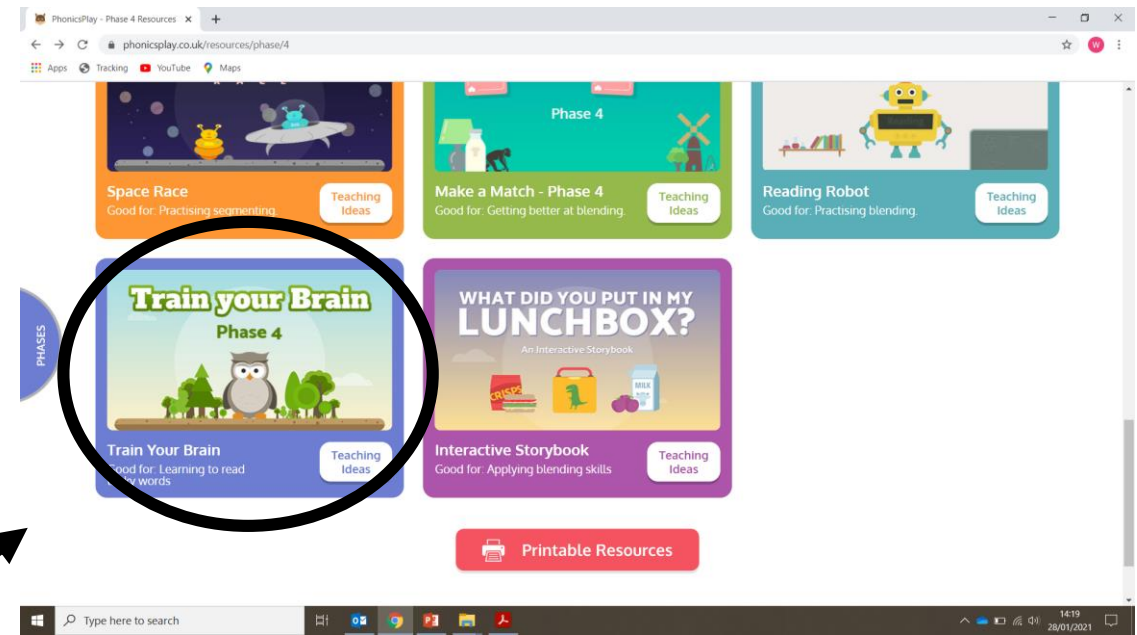 PhonicsPlay - Phase 4 Resources
phonicsplay.co.uk/resources/phase/4
W
Apps Tracking YouTube Maps
Phase 4
Space Race
Good for: Practising segmenting.
Teaching
Ideas
Make a Match - Phase 4
Good for: Getting better at blending.
Teaching
Ideas
Reading Robot
Good for: Practising blending.
Teaching
Ideas
PHASES
Train your Brain
Phase 4
Train Your Brain
Good for: Learning to read
words
Teaching
Ideas
WHAT DID YOU PUT IN MY
LUNCHBOX?
An Interactive Storybook
CRISPS
MILK
Interactive Storybook
Good for: Applying blending skills
Teaching
Ideas
Printable Resources
Type here to search
14:19
28/01/2021